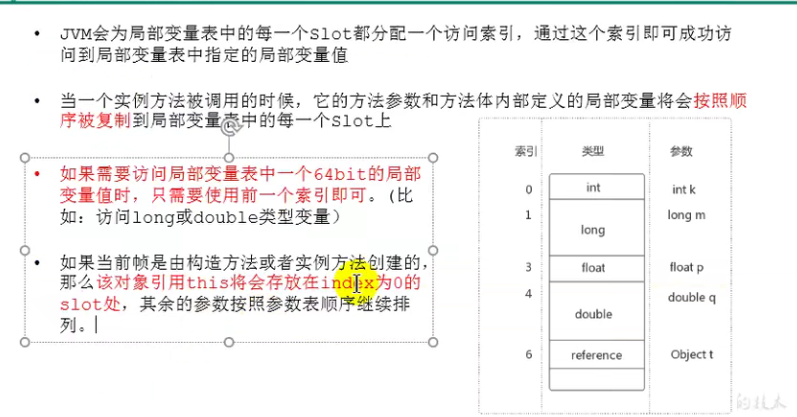 • JVM会为局部变量表中的每一个Slot都分配一个访问索引，通过这个索引即可成功访
问到局部变量表中指定的局部变量值
• 当一个实例方法被调用的时候，它的方法参数和方法体内部定义的局部变量将会按照顺
序被复制到局部变量表中的每一个Slot上
• 如果需要访问局部变量表中一个64bit的局部
变量值时，只需要使用前一个索引即可。(比
如：访问long或double类型变量）
• 如果当前帧是由构造方法或者实例方法创建的，
那么该对象引用this将会存放在index为0的
slot处，其余的参数按照参数表顺序继续排
列。
索引 类型 参数
0 int int k
1 long long m
3 float float p
4 double double q
6 reference Object t
的技术